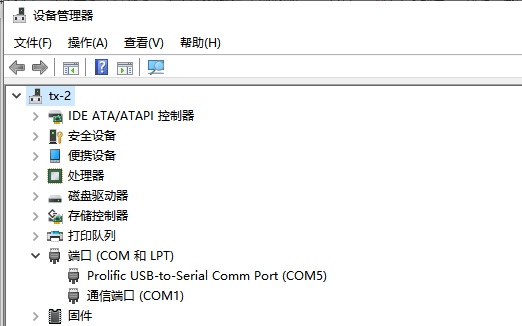 设备管理器
文件(F) 操作(A) 查看(V) 帮助(H)
tx-2
IDE ATA/ATAPI 控制器
安全设备
便携设备
处理器
磁盘驱动器
存储控制器
打印队列
端口 (COM 和 LPT)
Prolific USB-to-Serial Comm Port (COM5)
通信端口 (COM1)
固件